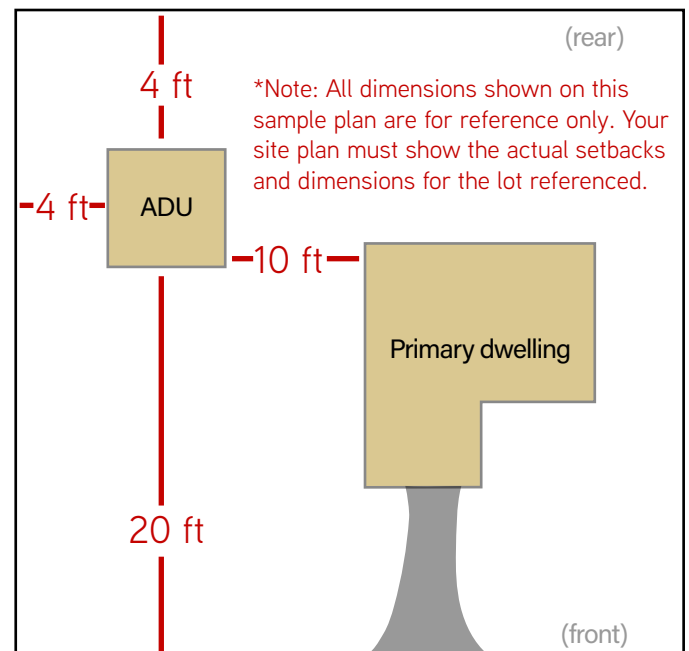 (rear)
4 ft
*Note: All dimensions shown on this
sample plan are for reference only. Your
site plan must show the actual setbacks
and dimensions for the lot referenced.
4 ft
ADU
10 ft
Primary dwelling
20 ft
(front)